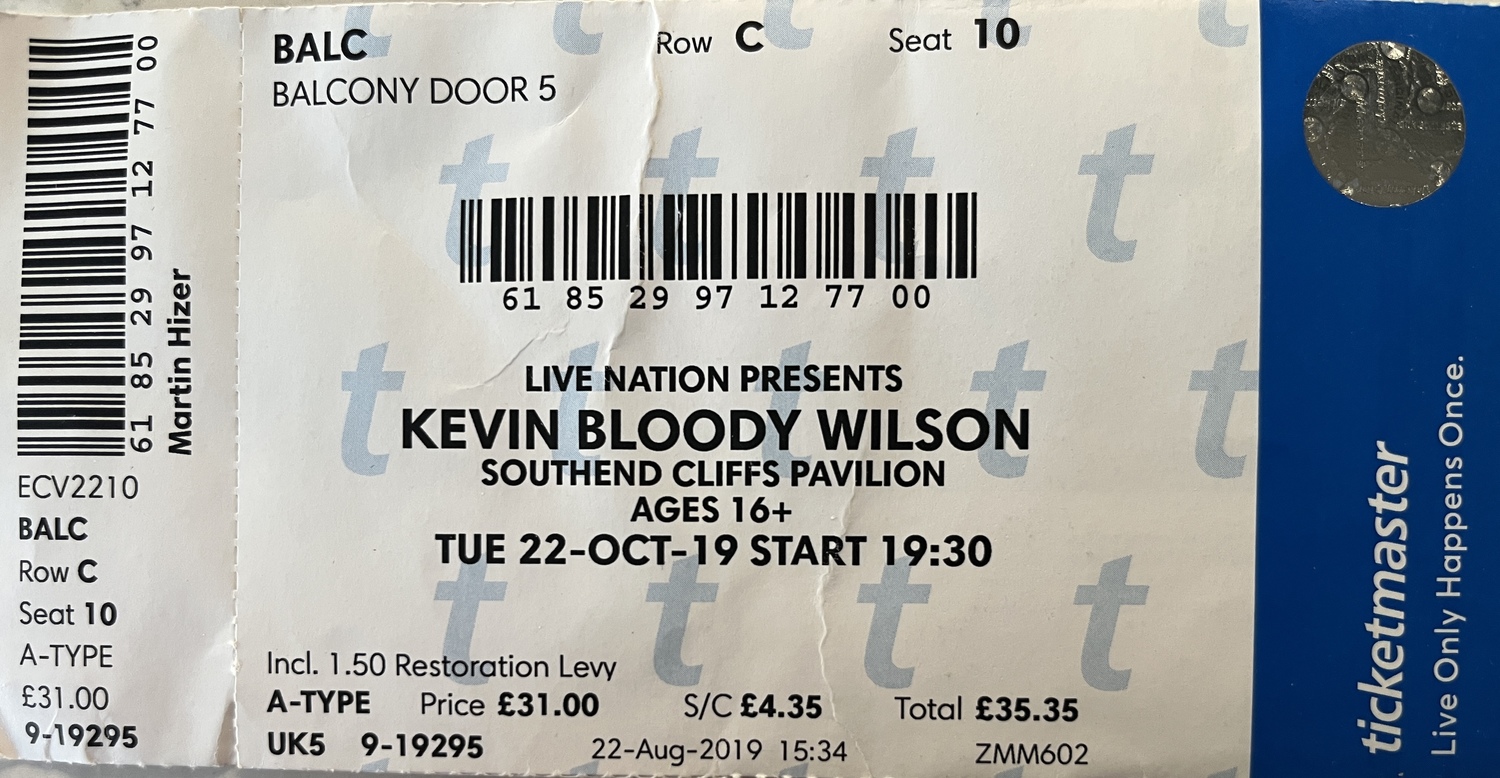 61 85 29 97 12 77 00
Martin Hizer
ECV2210
BALC
Row C
Seat 10
A-TYPE
£31.00
9-19295
BALC Row C Seat 10
BALCONY DOOR 5
61 85 29 97 12 77 00
LIVE NATION PRESENTS
KEVIN BLOODY WILSON
SOUTHEND CLIFFS PAVILION
AGES 16+
TUE 22-OCT-19 START 19:30
Incl. 1.50 Restoration Levy
A-TYPE Price £31.00 S/C £4.35 Total £35.35
UK5 9-19295 22-Aug-2019 15:34 ZMM602
ticketmaster
Live Only Happens Once.